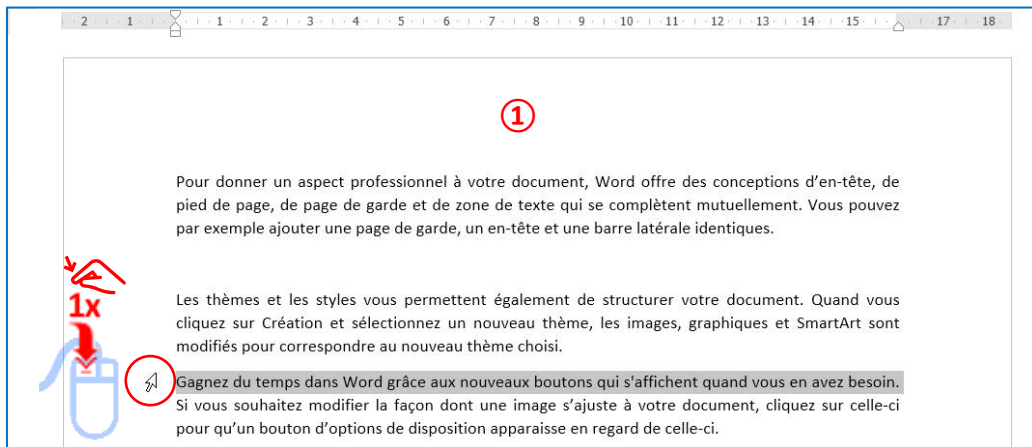 2 1 1 2 3 4 5 6 7 8 9 10 11 12 13 14 15 17 18
1
Pour donner un aspect professionnel à votre document, Word offre des conceptions d’en-tête, de
pied de page, de page de garde et de zone de texte qui se complètent mutuellement. Vous pouvez
par exemple ajouter une page de garde, un en-tête et une barre latérale identiques.
1x
Les thèmes et les styles vous permettent également de structurer votre document. Quand vous
cliquez sur Création et sélectionnez un nouveau thème, les images, graphiques et SmartArt sont
modifiés pour correspondre au nouveau thème choisi.
Gagnez du temps dans Word grâce aux nouveaux boutons qui s'affichent quand vous en avez besoin.
Si vous souhaitez modifier la façon dont une image s’ajuste à votre document, cliquez sur celle-ci
pour qu’un bouton d’options de disposition apparaisse en regard de celle-ci.